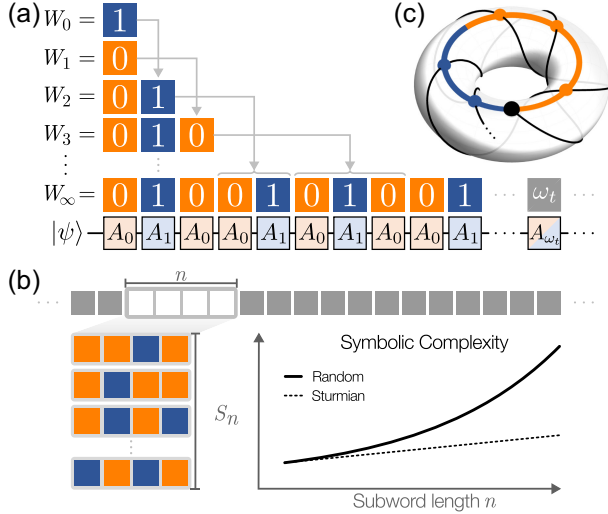 (a)
W₀ = 1
W₁ = 0
W₂ = 0 1
W₃ = 0 1 0
W∞ = 0 1 0 0 1 0 1 0 0 1 ωₜ
|ψ⟩ A₀ A₁ A₀ A₀ A₁ A₀ A₁ A₀ A₀ A₁ A_ωₜ
(c)
(b)
n
Sₙ
Symbolic Complexity
Random
Sturmian
Subword length n